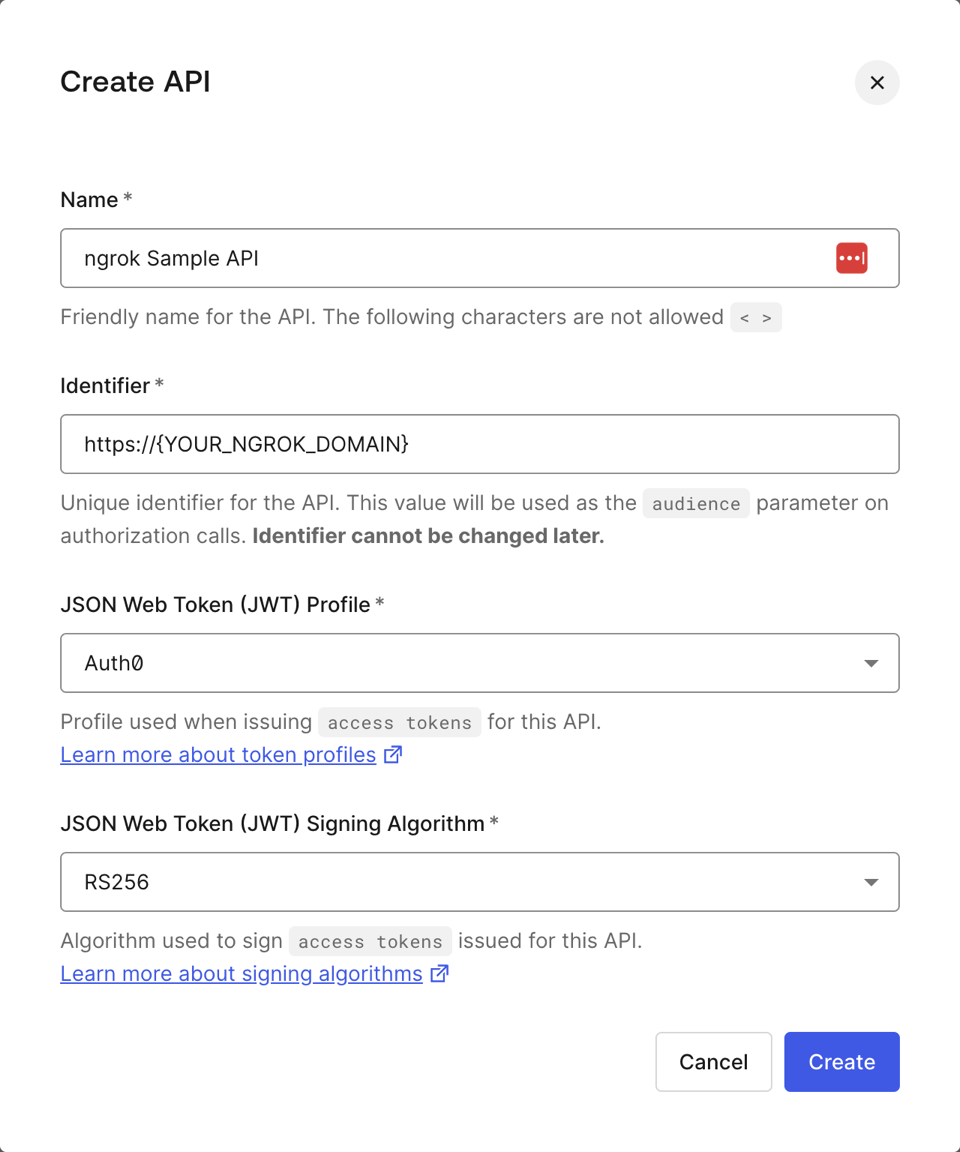 Create API
Name *
ngrok Sample API
Friendly name for the API. The following characters are not allowed < >
Identifier *
https://{YOUR_NGROK_DOMAIN}
Unique identifier for the API. This value will be used as the audience parameter on
authorization calls. Identifier cannot be changed later.
JSON Web Token (JWT) Profile *
Auth0
Profile used when issuing access tokens for this API.
Learn more about token profiles
JSON Web Token (JWT) Signing Algorithm *
RS256
Algorithm used to sign access tokens issued for this API.
Learn more about signing algorithms
Cancel Create